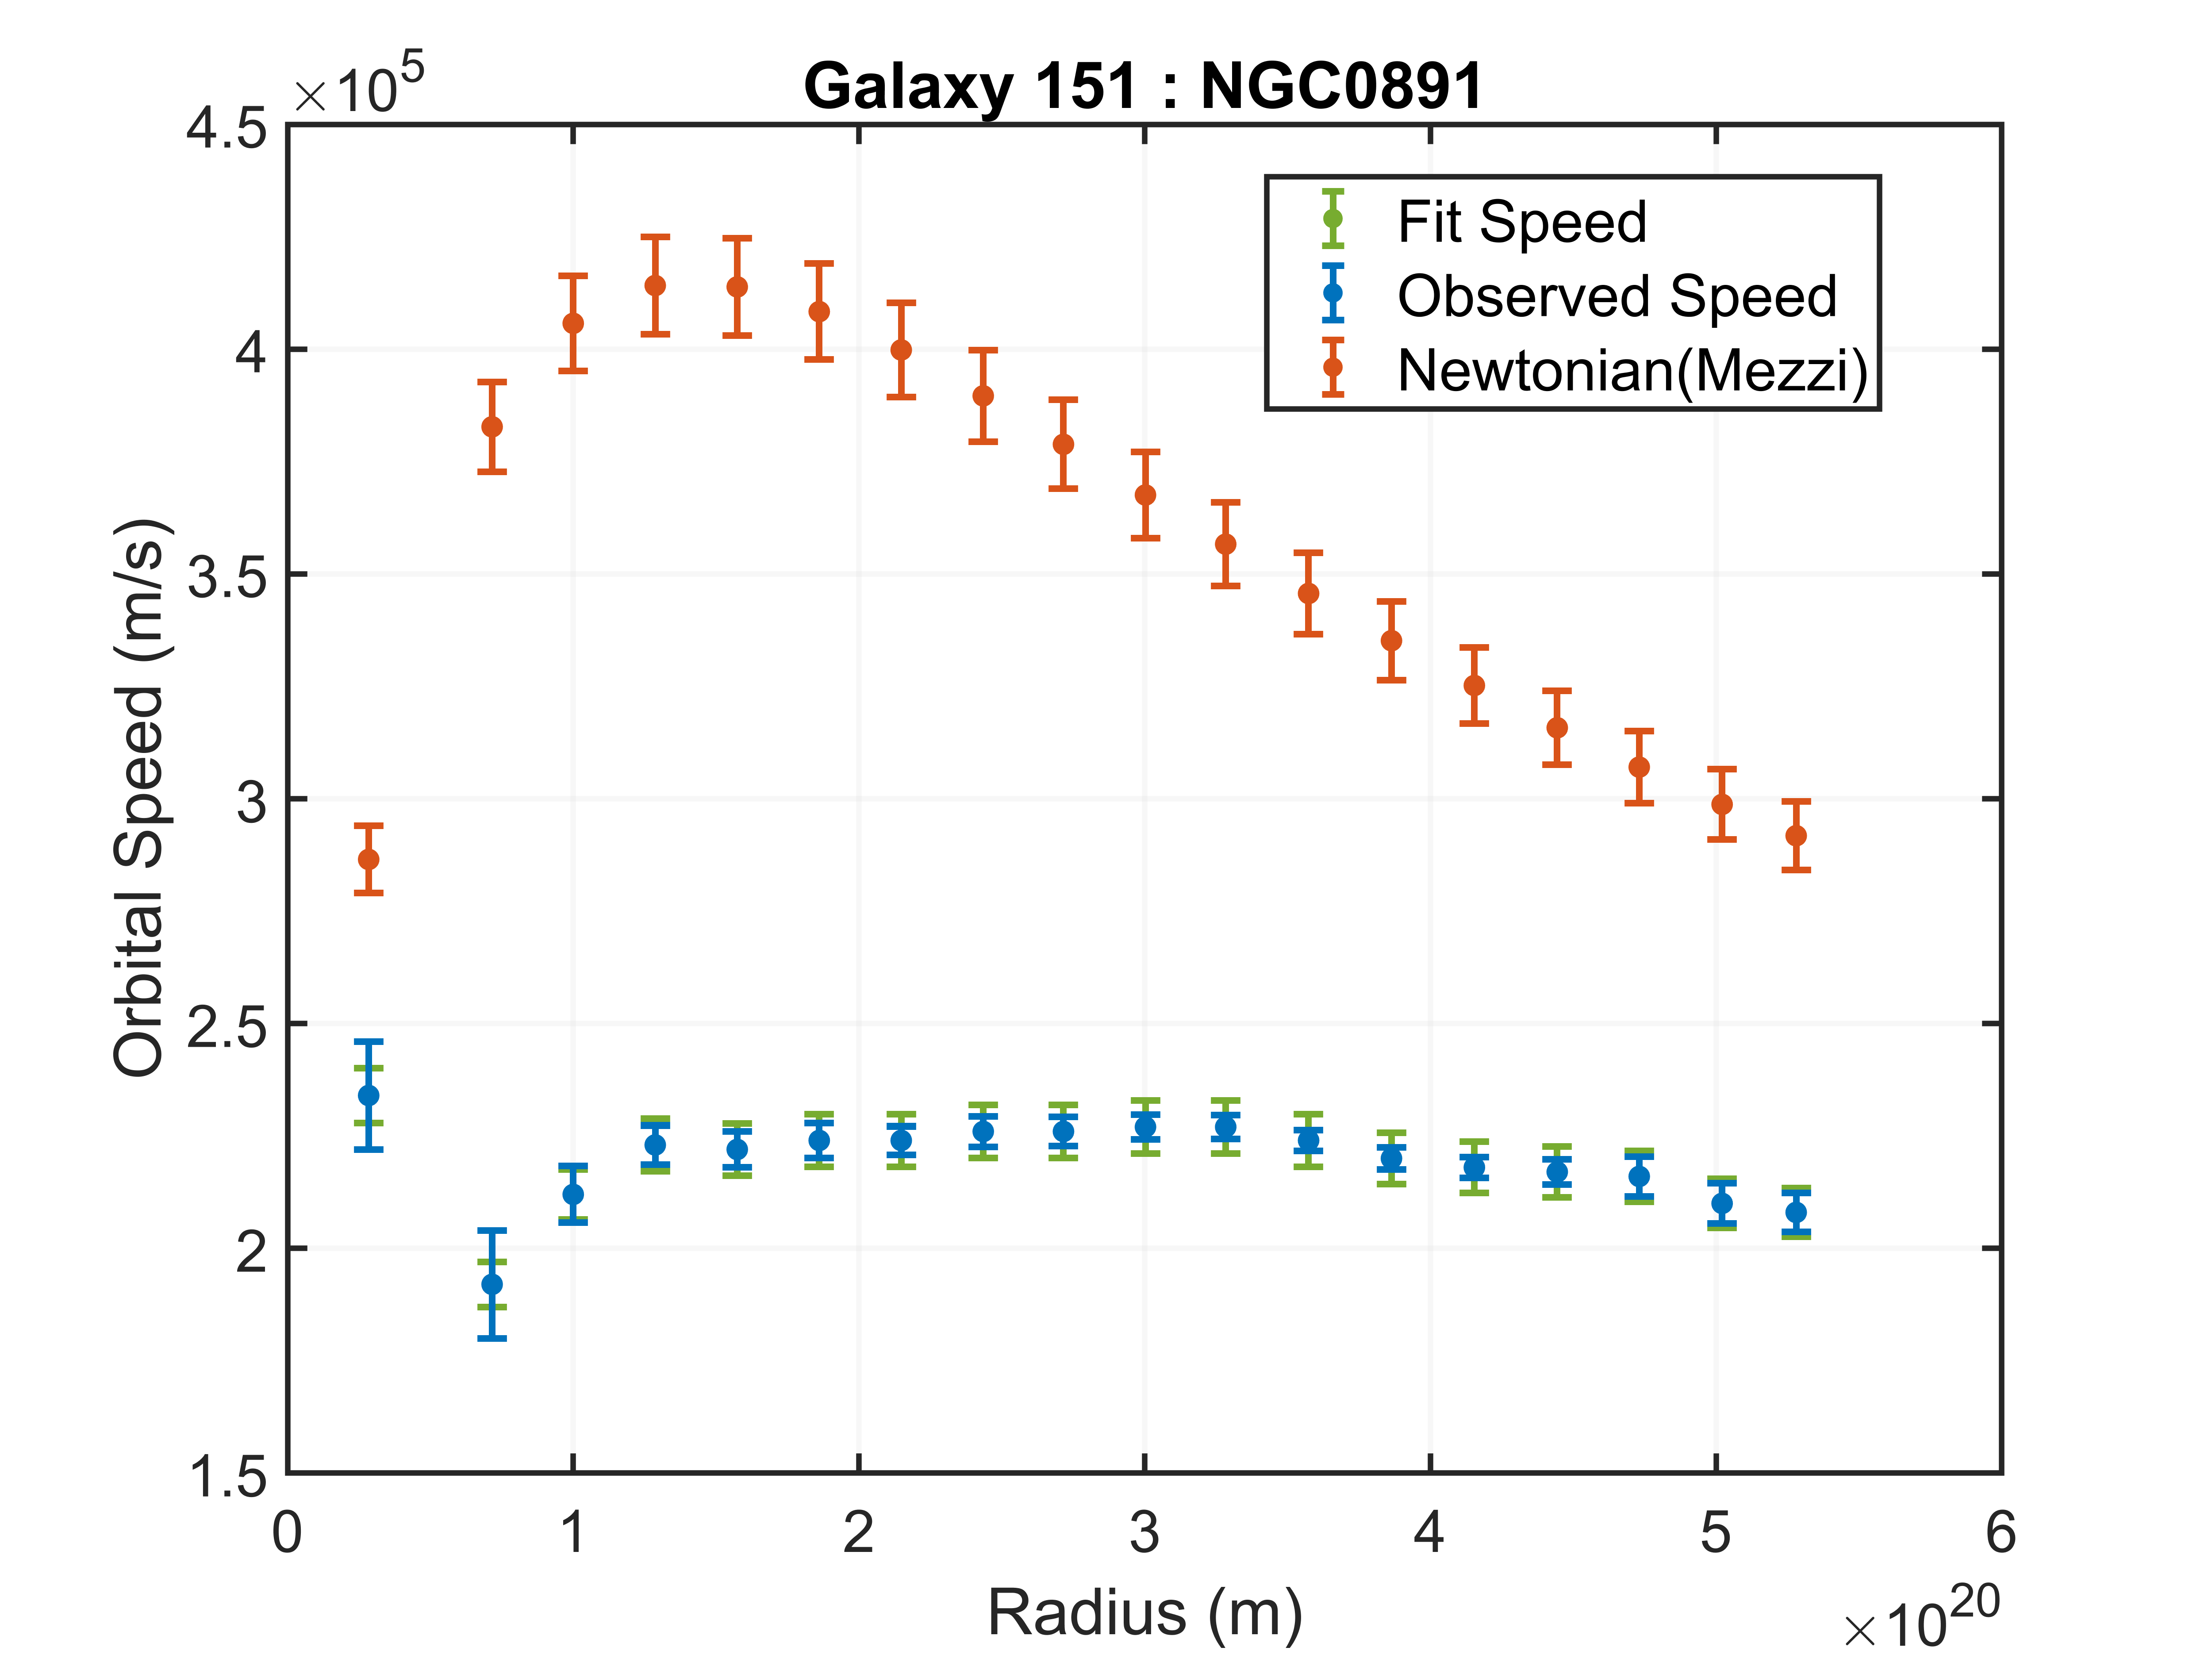 Galaxy 151 : NGC0891
×10⁵
4.5
4
3.5
3
2.5
2
1.5
Orbital Speed (m/s)
Fit Speed
Observed Speed
Newtonian(Mezzi)
0 1 2 3 4 5 6
Radius (m)
×10²⁰